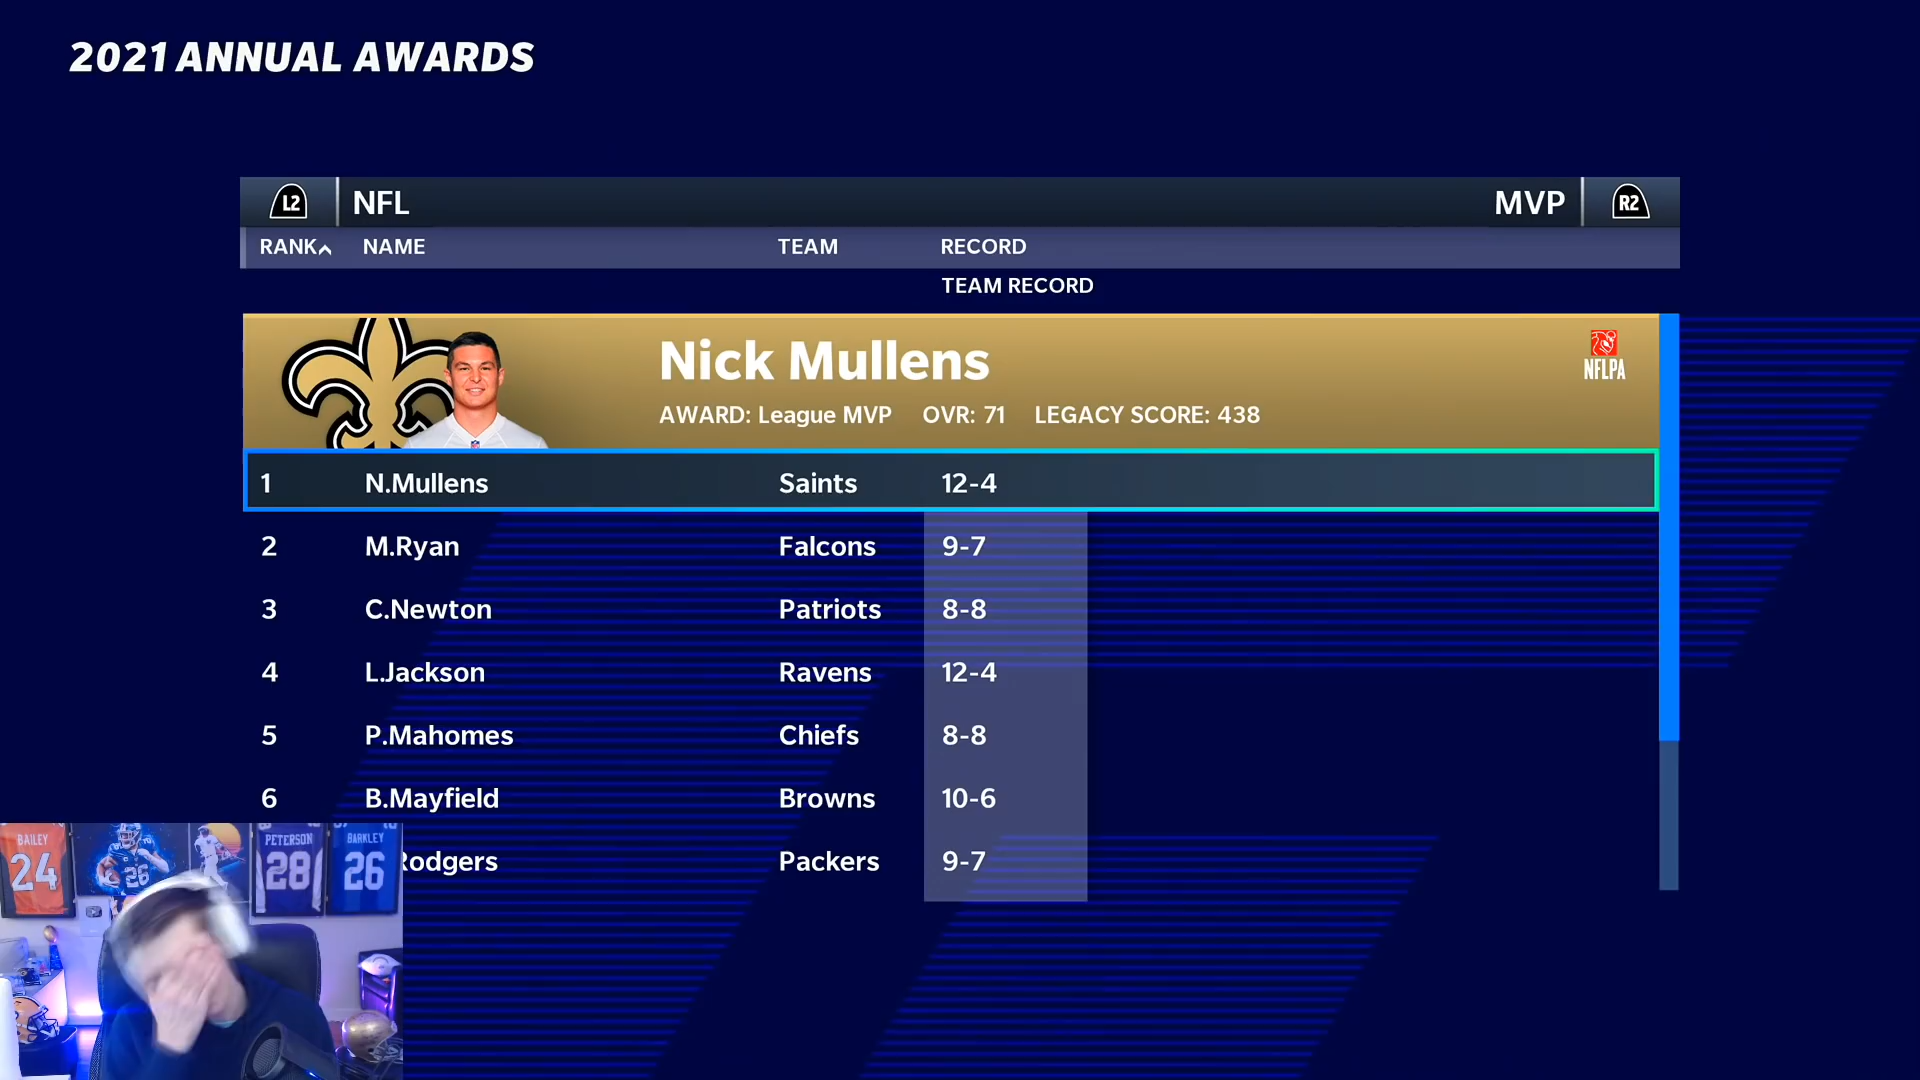 2021 ANNUAL AWARDS
L2 NFL MVP R2
RANK NAME TEAM RECORD
TEAM RECORD
Nick Mullens
NFLPA
AWARD: League MVP OVR: 71 LEGACY SCORE: 438
1 N.Mullens Saints 12-4
2 M.Ryan Falcons 9-7
3 C.Newton Patriots 8-8
4 L.Jackson Ravens 12-4
5 P.Mahomes Chiefs 8-8
6 B.Mayfield Browns 10-6
Rodgers Packers 9-7
BAILEY
24
26
PETERSON
28
BARKLEY
26